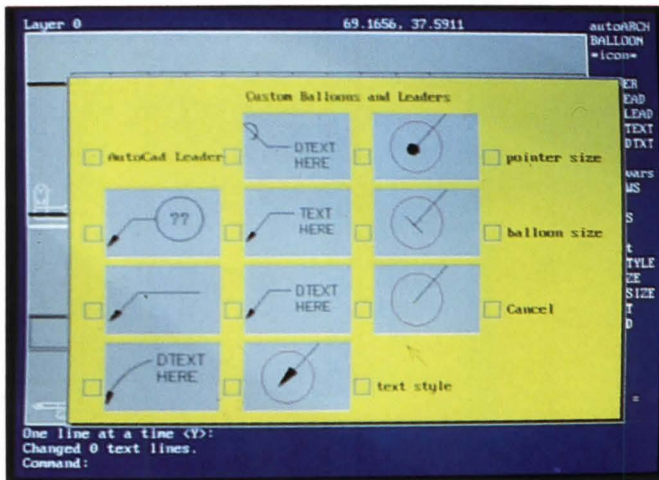 Layer 0 69.1656, 37.5911
autoARCH
BALLOON
=icon=
ER
EAD
LEAD
TEXT
DTXT
wars
WS
S
t
TYLE
ZE
SIZE
T
D
=
Custom Balloons and Leaders
AutoCad Leader
DTEXT
HERE
pointer size
??
TEXT
HERE
balloon size
DTEXT
HERE
Cancel
DTEXT
HERE
text style
One line at a time <Y>:
Changed 0 text lines.
Command: